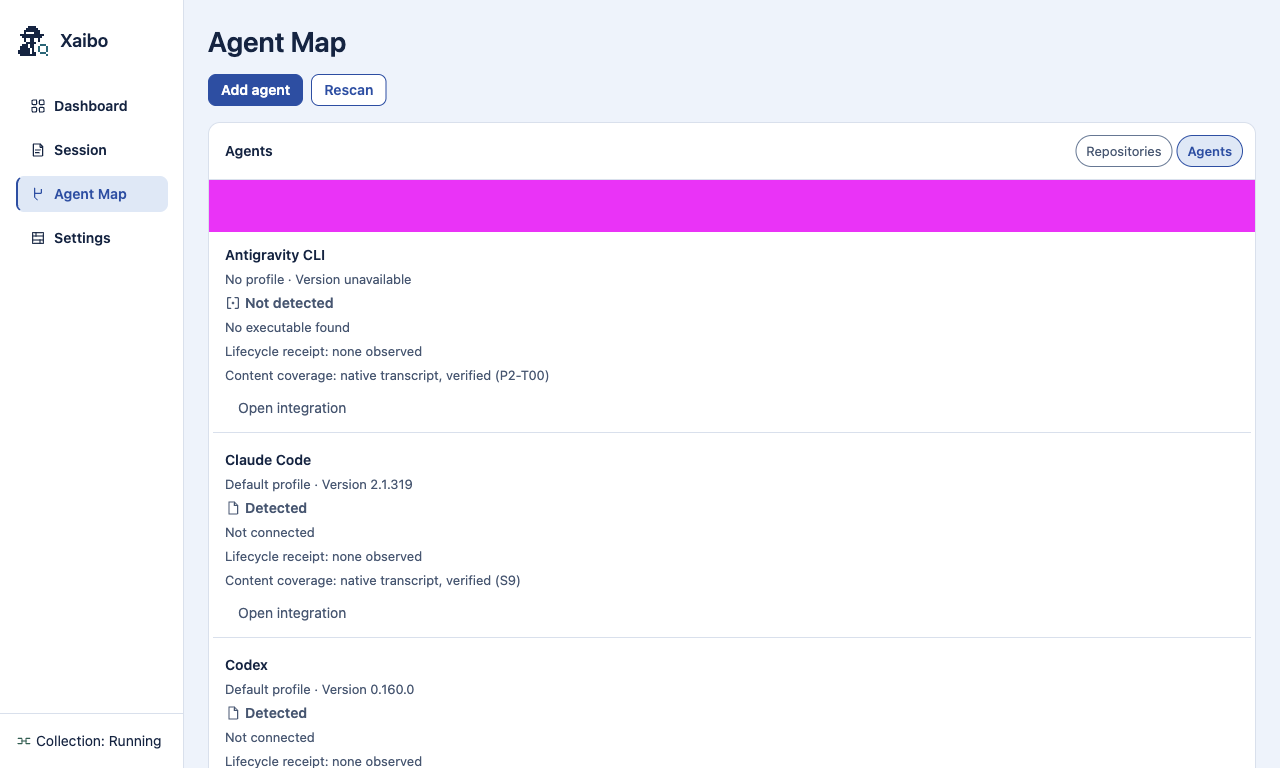 Xaibo
Dashboard
Session
Agent Map
Settings
Collection: Running
Agent Map
Add agent
Rescan
Agents
Repositories
Agents
Antigravity CLI
No profile · Version unavailable
Not detected
No executable found
Lifecycle receipt: none observed
Content coverage: native transcript, verified (P2-T00)
Open integration
Claude Code
Default profile · Version 2.1.319
Detected
Not connected
Lifecycle receipt: none observed
Content coverage: native transcript, verified (S9)
Open integration
Codex
Default profile · Version 0.160.0
Detected
Not connected
Lifecycle receipt: none observed